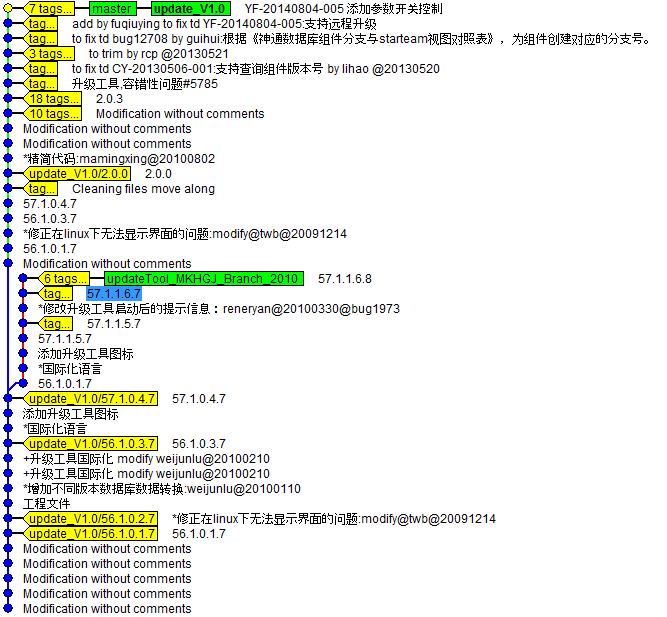 7 tags... master update_V1.0 YF-20140804-005 添加参数开关控制
tag... add by fuqiuying to fix td YF-20140804-005:支持远程升级
tag... to fix td bug12708 by guihui:根据《神通数据库组件分支与starteam视图对照表》，为组件创建对应的分支号。
3 tags... to trim by rcp @20130521
tag... to fix td CY-20130506-001:支持查询组件版本号 by lihao @20130520
tag... 升级工具,容错性问题#5785
18 tags... 2.0.3
10 tags... Modification without comments
Modification without comments
Modification without comments
*精简代码:mamingxing@20100802
update_V1.0/2.0.0 2.0.0
tag... Cleaning files move along
57.1.0.4.7
56.1.0.3.7
*修正在linux下无法显示界面的问题:modify@twb@20091214
56.1.0.1.7
Modification without comments
6 tags... updateTool_MKHGJ_Branch_2010 57.1.1.6.8
tag... 57.1.1.6.7
*修改升级工具启动后的提示信息：reneryan@20100330@bug1973
tag... 57.1.1.5.7
57.1.1.5.7
添加升级工具图标
*国际化语言
56.1.0.1.7
update_V1.0/57.1.0.4.7 57.1.0.4.7
添加升级工具图标
*国际化语言
update_V1.0/56.1.0.3.7 56.1.0.3.7
+升级工具国际化 modify weijunlu@20100210
+升级工具国际化 modify weijunlu@20100210
*增加不同版本数据库数据转换:weijunlu@20100110
工程文件
update_V1.0/56.1.0.2.7 *修正在linux下无法显示界面的问题:modify@twb@20091214
update_V1.0/56.1.0.1.7 56.1.0.1.7
Modification without comments
Modification without comments
Modification without comments
Modification without comments
Modification without comments